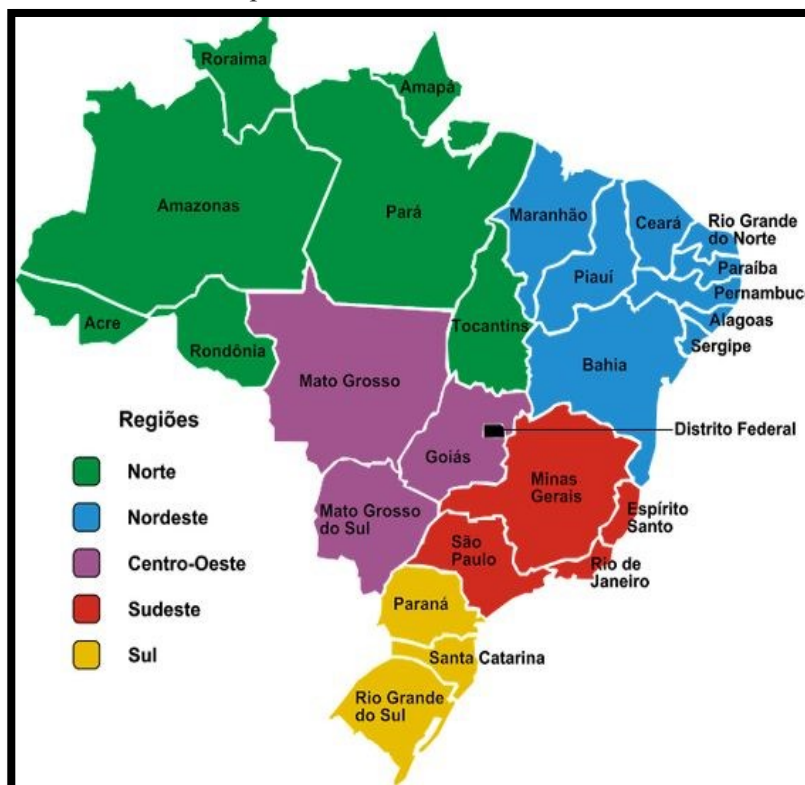 Roraima
Amapá
Amazonas
Pará
Maranhão
Ceará
Rio Grande
do Norte
Paraíba
Piauí
Pernambuco
Alagoas
Sergipe
Acre
Rondônia
Tocantins
Bahia
Mato Grosso
Distrito Federal
Goiás
Minas
Gerais
Mato Grosso
do Sul
Espírito
Santo
São
Paulo
Rio de
Janeiro
Paraná
Santa Catarina
Rio Grande
do Sul
Regiões
Norte
Nordeste
Centro-Oeste
Sudeste
Sul